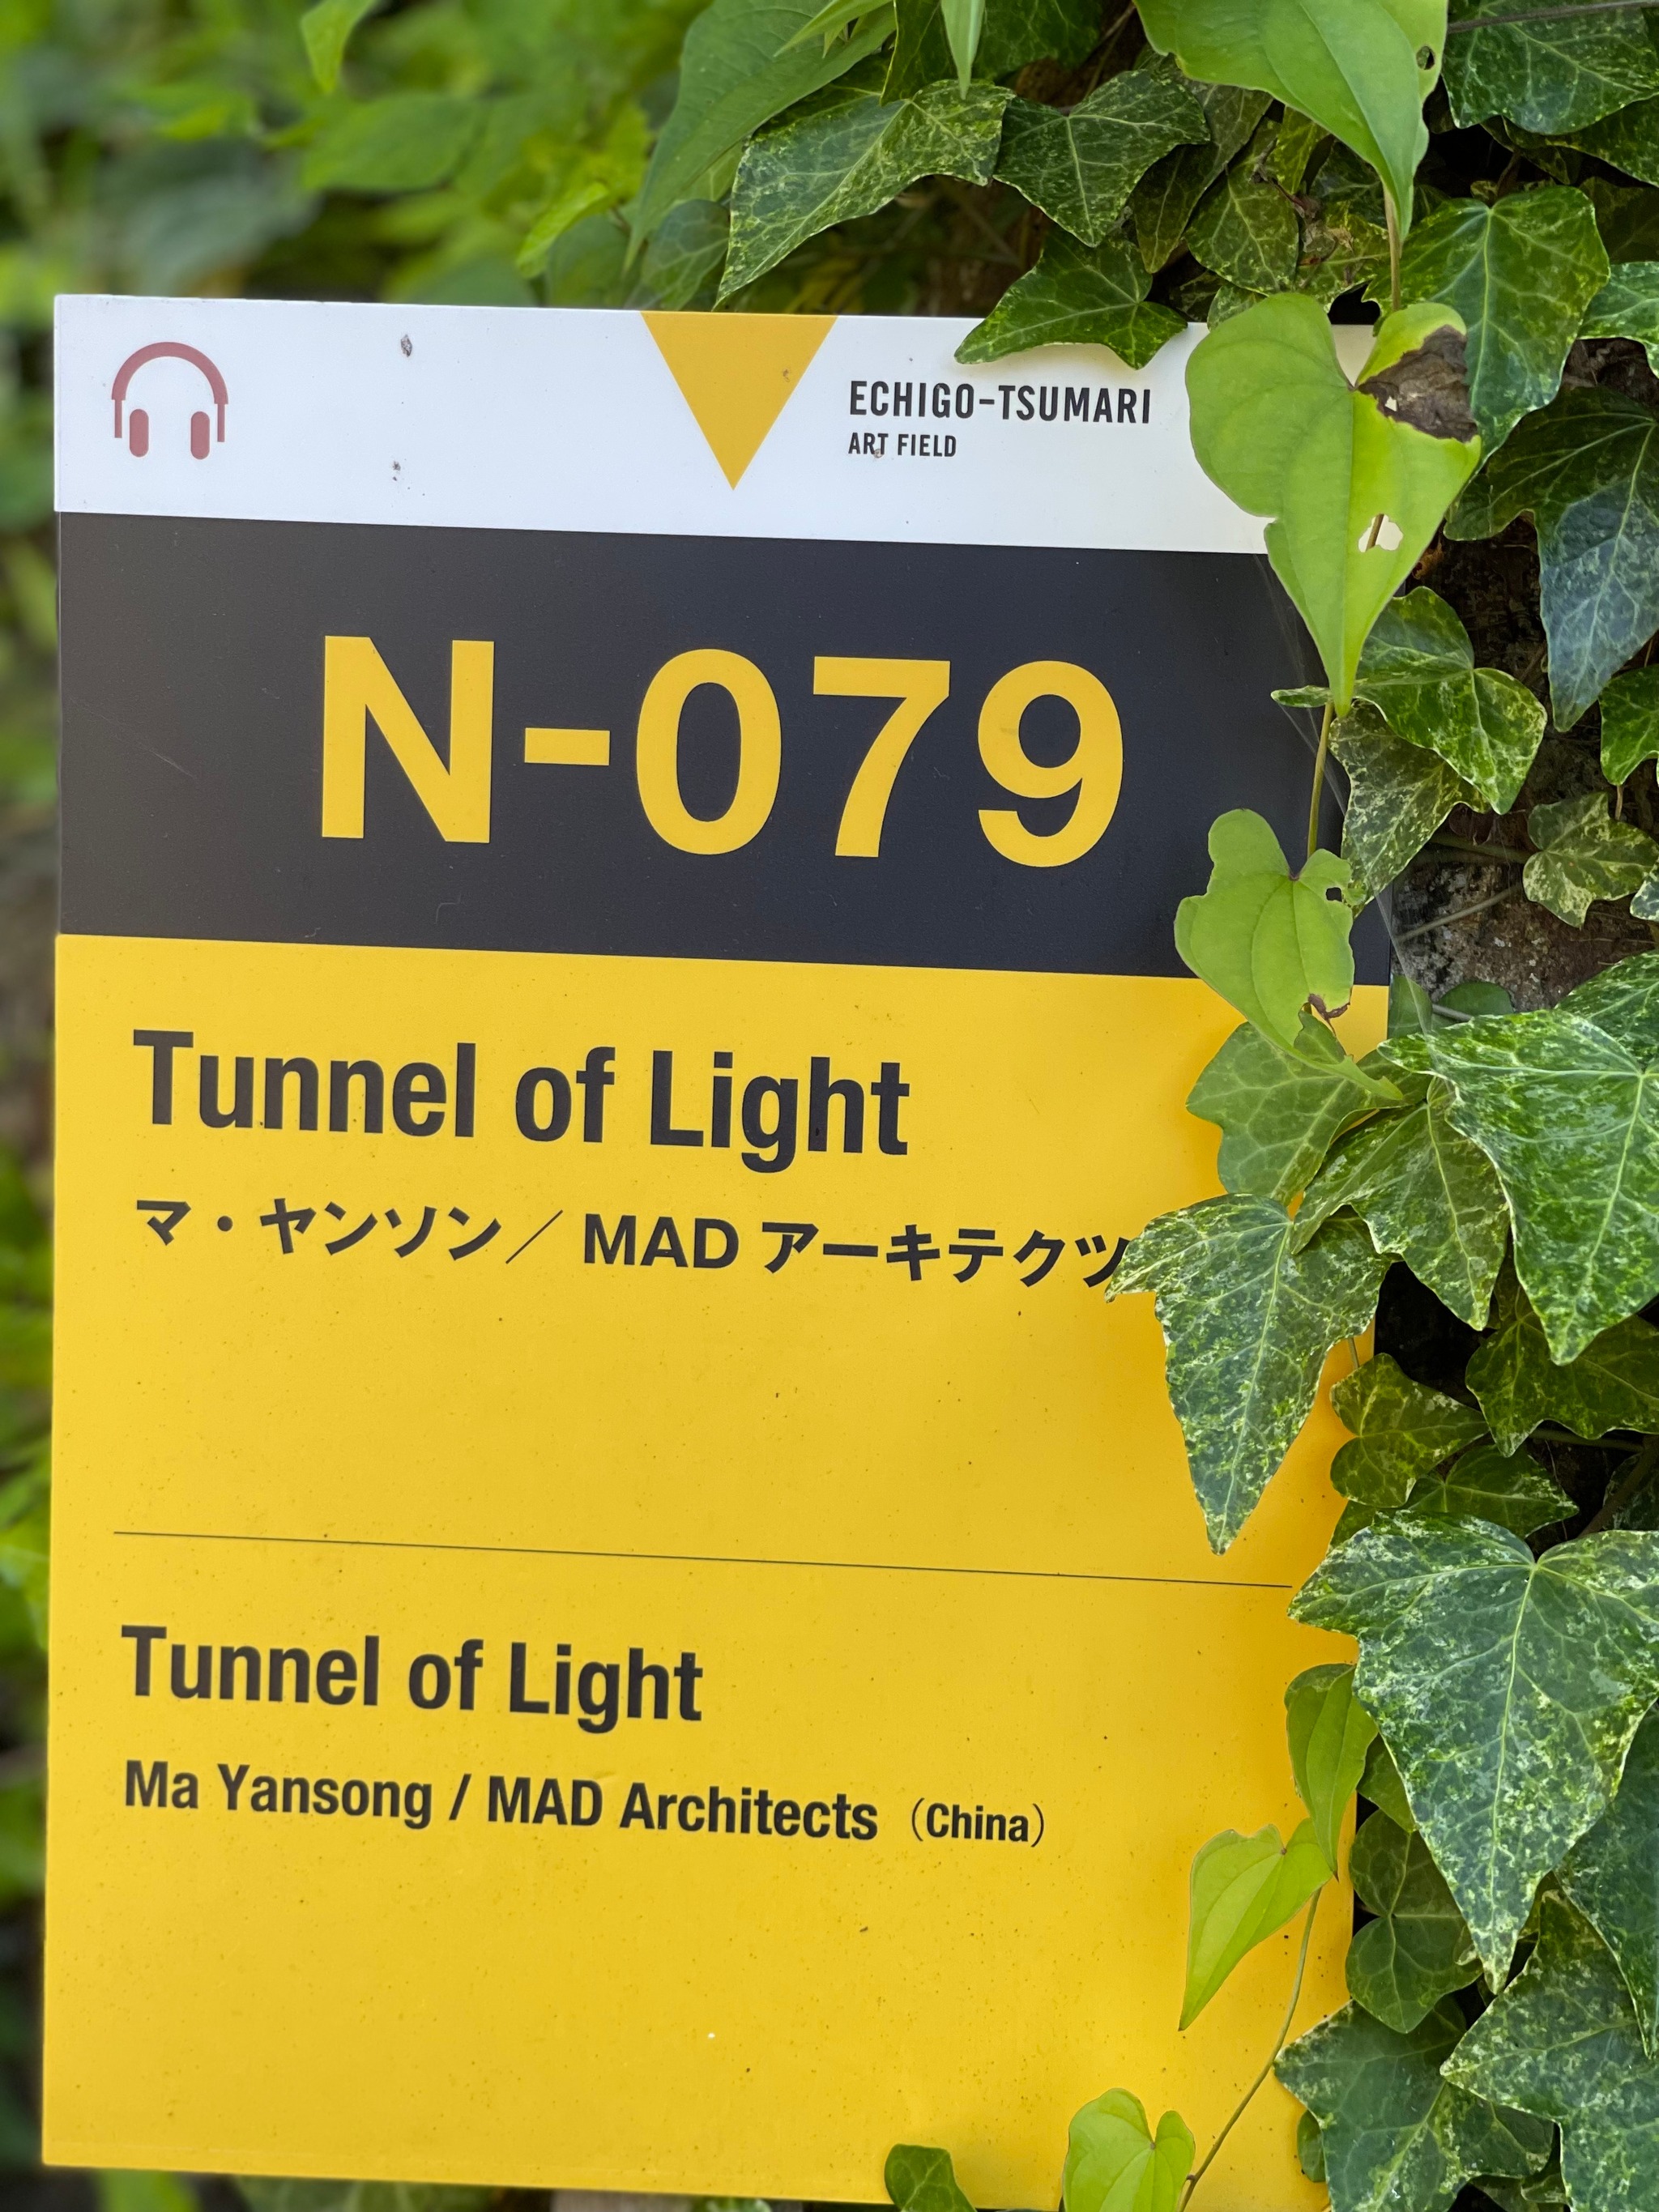 ECHIGO-TSUMARI
ART FIELD
N-079
Tunnel of Light
マ・ヤンソン／MAD アーキテクツ
Tunnel of Light
Ma Yansong / MAD Architects（China）